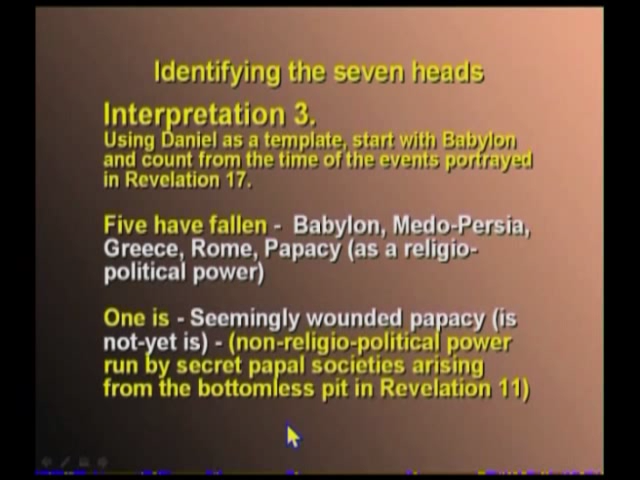 Identifying the seven heads
Interpretation 3.
Using Daniel as a template, start with Babylon
and count from the time of the events portrayed
in Revelation 17.
Five have fallen - Babylon, Medo-Persia,
Greece, Rome, Papacy (as a religio-
political power)
One is - Seemingly wounded papacy (is
not-yet is) - (non-religio-political power
run by secret papal societies arising
from the bottomless pit in Revelation 11)